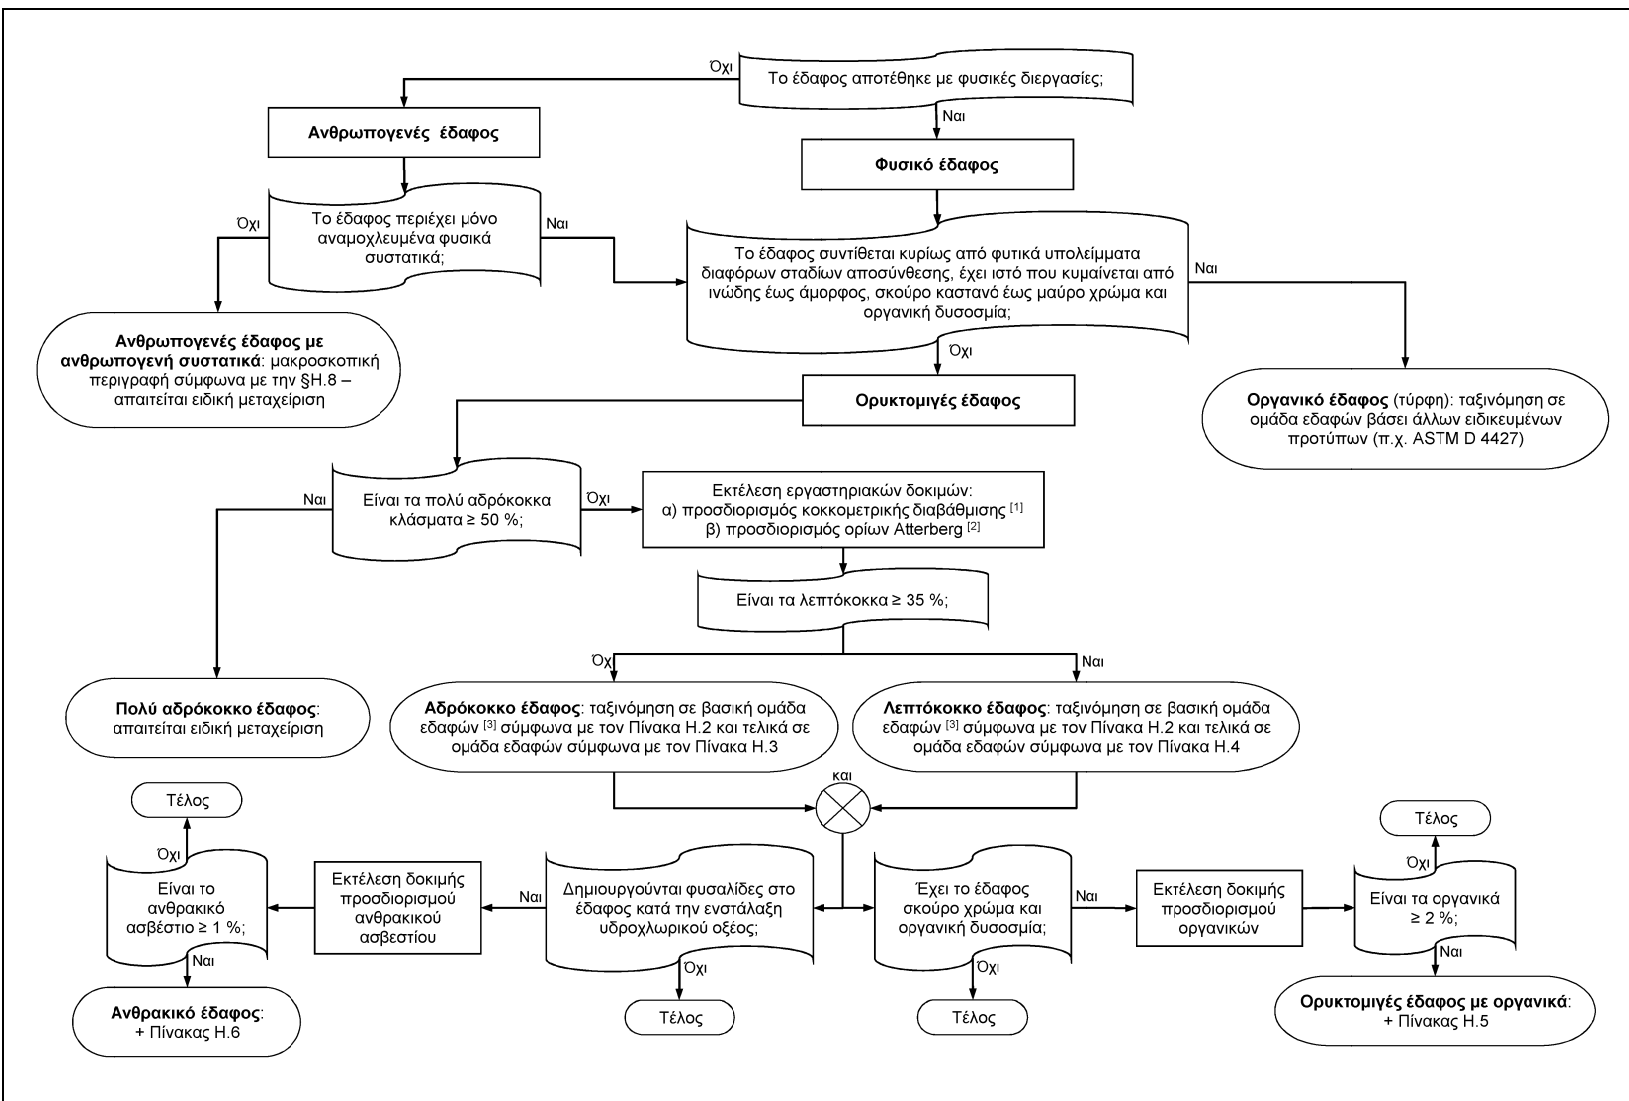 Όχι
Το έδαφος αποτέθηκε με φυσικές διεργασίες;
Ναι
Ανθρωπογενές έδαφος
Φυσικό έδαφος
Όχι
Το έδαφος περιέχει μόνο
αναμοχλευμένα φυσικά
συστατικά;
Ναι
Το έδαφος συντίθεται κυρίως από φυτικά υπολείμματα
διαφόρων σταδίων αποσύνθεσης, έχει ιστό που κυμαίνεται από
ινώδης έως άμορφος, σκούρο καστανό έως μαύρο χρώμα και
οργανική δυσοσμία;
Ναι
Όχι
Ανθρωπογενές έδαφος με
ανθρωπογενή συστατικά: μακροσκοπική
περιγραφή σύμφωνα με την §Η.8 –
απαιτείται ειδική μεταχείριση
Ορυκτομιγές έδαφος
Οργανικό έδαφος (τύρφη): ταξινόμηση σε
ομάδα εδαφών βάσει άλλων ειδικευμένων
προτύπων (π.χ. ASTM D 4427)
Ναι
Είναι τα πολύ αδρόκοκκα
κλάσματα ≥ 50 %;
Όχι
Εκτέλεση εργαστηριακών δοκιμών:
α) προσδιορισμός κοκκομετρικής διαβάθμισης [1]
β) προσδιορισμός ορίων Atterberg [2]
Είναι τα λεπτόκοκκα ≥ 35 %;
Όχ
Ναι
Πολύ αδρόκοκκο έδαφος:
απαιτείται ειδική μεταχείριση
Αδρόκοκκο έδαφος: ταξινόμηση σε βασική ομάδα
εδαφών [3] σύμφωνα με τον Πίνακα Η.2 και τελικά σε
ομάδα εδαφών σύμφωνα με τον Πίνακα Η.3
Λεπτόκοκκο έδαφος: ταξινόμηση σε βασική ομάδα
εδαφών [3] σύμφωνα με τον Πίνακα Η.2 και τελικά σε
ομάδα εδαφών σύμφωνα με τον Πίνακα Η.4
και
Τέλος
Όχι
Είναι το
ανθρακικό
ασβέστιο ≥ 1 %;
Ναι
Ανθρακικό έδαφος:
+ Πίνακας Η.6
Εκτέλεση δοκιμής
προσδιορισμού
ανθρακικού
ασβεστίου
Ναι
Δημιουργούνται φυσαλίδες στο
έδαφος κατά την ενστάλαξη
υδροχλωρικού οξέος;
Όχι
Τέλος
Έχει το έδαφος
σκούρο χρώμα και
οργανική δυσοσμία;
Όχι
Τέλος
Ναι
Εκτέλεση δοκιμής
προσδιορισμού
οργανικών
Τέλος
Όχι
Είναι τα οργανικά
≥ 2 %;
Ναι
Ορυκτομιγές έδαφος με οργανικά:
+ Πίνακας Η.5